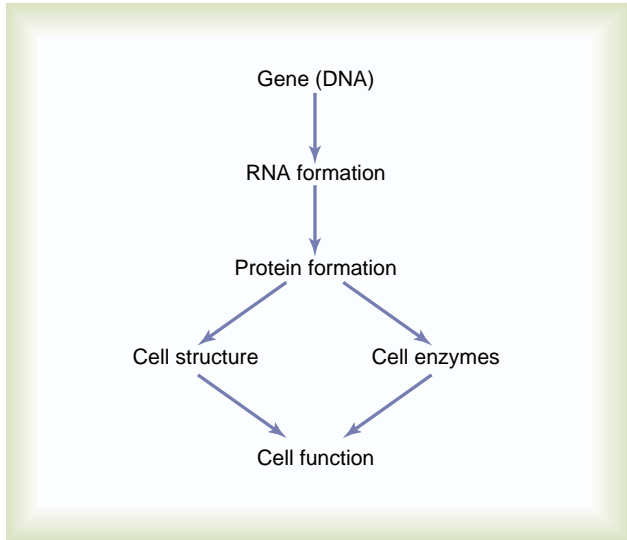 Gene (DNA)
RNA formation
Protein formation
Cell structure
Cell enzymes
Cell function